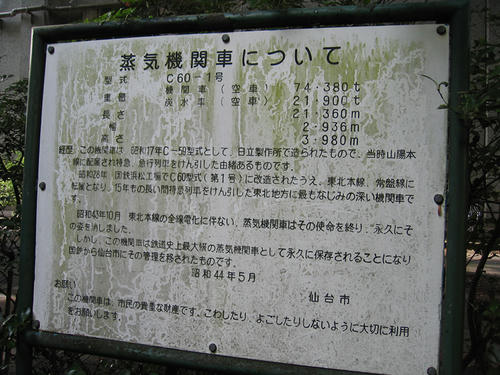 蒸気機関車について
型式 C60－1号
重量 機関車（空車） 74・380t
炭水車（空車） 21・900t
長さ 21・360m
幅 2・936m
高さ 3・980m
経歴 この機関車は、昭和17年C－59型式として、日立製作所で造られたもので、当時山陽本
線に配属され特急、急行列車をけん引した由緒あるものです。
昭和28年 国鉄浜松工場でC60型式（第1号）に改造されたうえ、東北本線、常盤線に
転属となり、15年もの長い間特急列車をけん引した東北地方に最もなじみの深い機関車で
す。
昭和43年10月 東北本線の全線電化に伴ない、蒸気機関車はその使命を終り、永久にそ
の姿を消しました。
しかし、この機関車は鉄道史上最大級の蒸気機関車として永久に保存されることになり
国鉄から仙台市にその管理を移されたものです。
昭和44年5月
仙台市
お願い
この機関車は、市民の貴重な財産です、こわしたり、よごしたりしないように大切に利用
をお願いします。